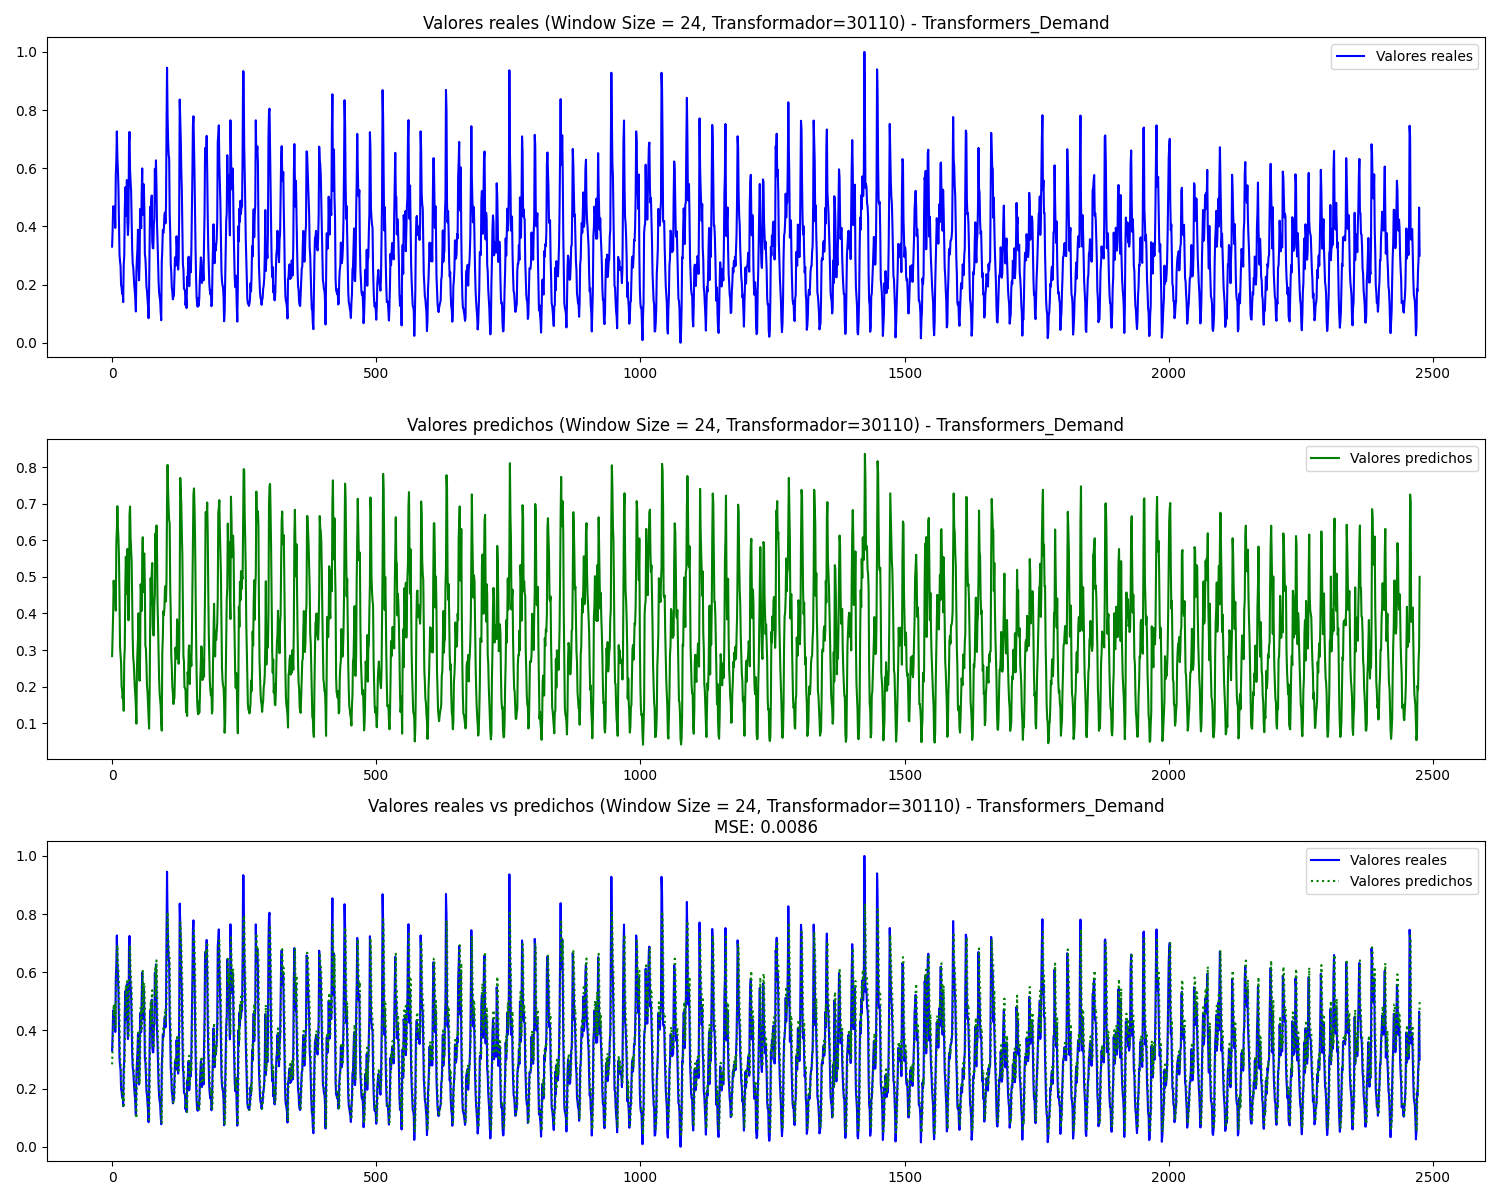 Valores reales (Window Size = 24, Transformador=30110) - Transformers_Demand
1.0
0.8
0.6
0.4
0.2
0.0
Valores reales
0 500 1000 1500 2000 2500
Valores predichos (Window Size = 24, Transformador=30110) - Transformers_Demand
0.8
0.7
0.6
0.5
0.4
0.3
0.2
0.1
Valores predichos
0 500 1000 1500 2000 2500
Valores reales vs predichos (Window Size = 24, Transformador=30110) - Transformers_Demand
MSE: 0.0086
1.0
0.8
0.6
0.4
0.2
0.0
Valores reales
Valores predichos
0 500 1000 1500 2000 2500